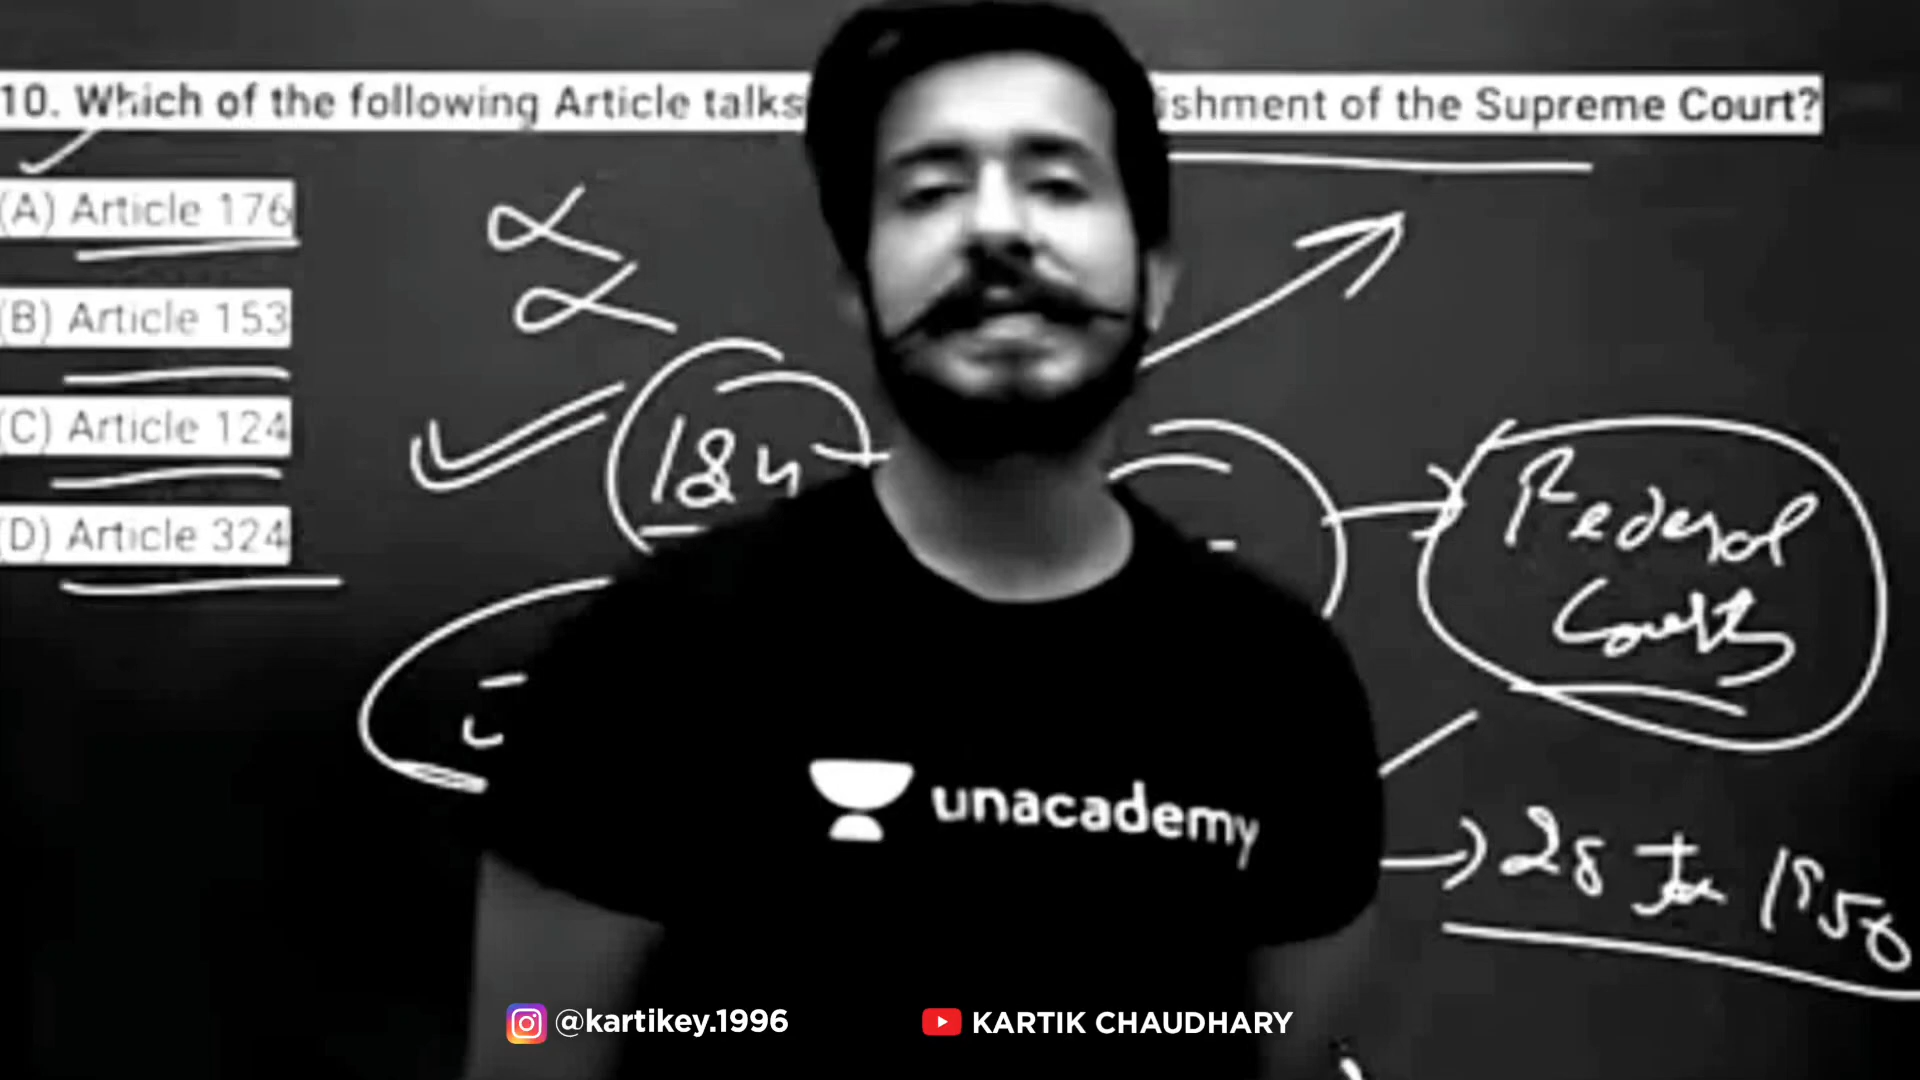 10. Which of the following Article talks ishment of the Supreme Court?
(A) Article 176
(B) Article 153
(C) Article 124
(D) Article 324
Federal
Court
28 Jan 1950
unacademy
@kartikey.1996
KARTIK CHAUDHARY